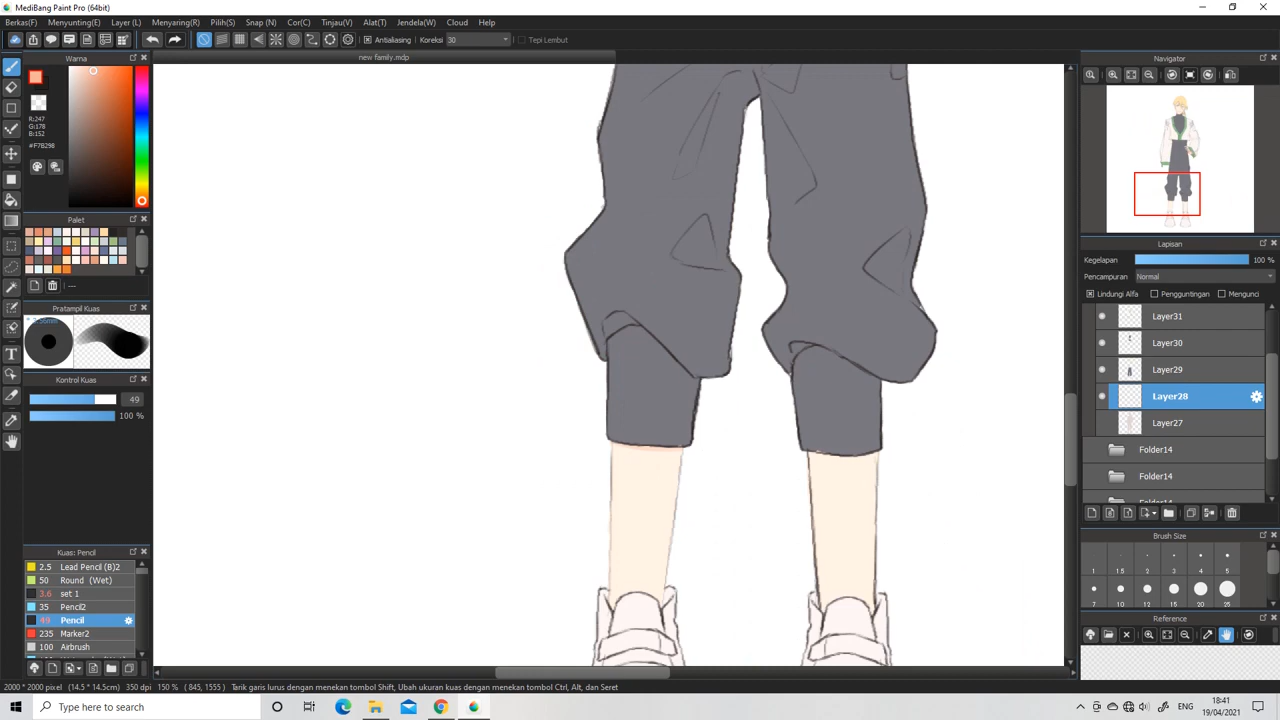 MediBang Paint Pro (64bit)
Berkas(F) Menyunting(E) Layer (L) Menyaring(R) Pilih(S) Snap (N) Cor(C) Tinjau(V) Alat(T) Jendela(W) Cloud Help
Antialiasing Koreksi 30 Tepi Lembut
Warna
new family.mdp
Navigator
R:247
G:178
B:152
#F7B298
Palet
---
Lapisan
Kegelapan 100 %
Pencampuran Normal
Lindungi Alfa Pengguntingan Mengunci
Pratampil Kuas
Layer31
Layer30
Layer29
Layer28
Layer27
Folder14
Folder14
Kontrol Kuas
49
100 %
Brush Size
1 1.5 2 3 4 5
7 10 12 15 20 30
Kuas: Pencil
2.5 Lead Pencil (B)2
50 Round (Wet)
3.6 set 1
35 Pencil2
49 Pencil
235 Marker2
100 Airbrush
Reference
2000 * 2000 pixel (14.5 * 14.5cm) 350 dpi 150 % (845, 1555) Tarik garis lurus dengan menekan tombol Shift, Ubah ukuran kuas dengan menekan tombol Ctrl, Alt, dan Seret
Type here to search
ENG
18:41
19/04/2021